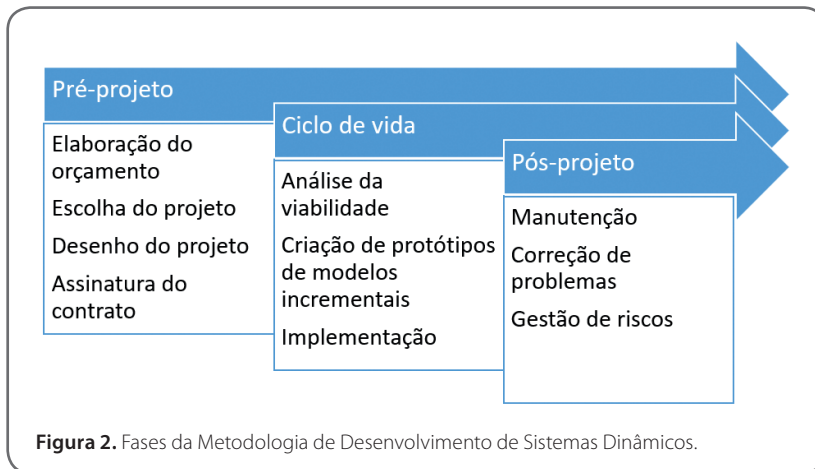 Pré-projeto
Elaboração do
orçamento
Escolha do projeto
Desenho do projeto
Assinatura do
contrato
Ciclo de vida
Análise da
viabilidade
Criação de protótipos
de modelos
incrementais
Implementação
Pós-projeto
Manutenção
Correção de
problemas
Gestão de riscos
Figura 2. Fases da Metodologia de Desenvolvimento de Sistemas Dinâmicos.